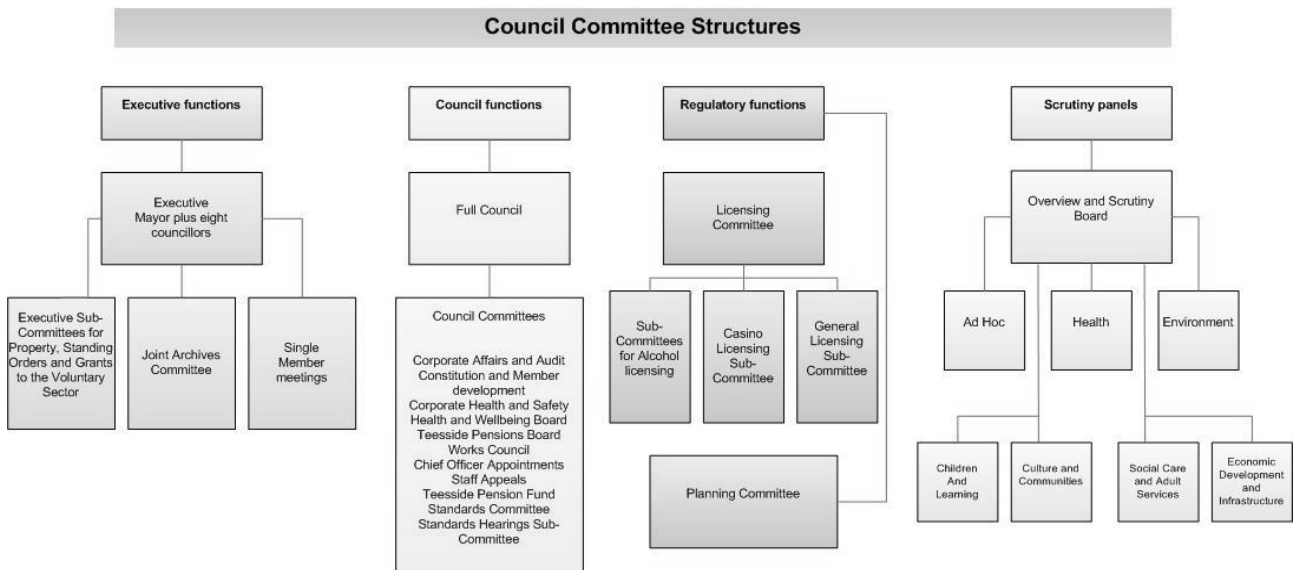 Council Committee Structures
Executive functions
Council functions
Regulatory functions
Scrutiny panels
Executive
Mayor plus eight
councillors
Full Council
Licensing
Committee
Overview and Scrutiny
Board
Executive Sub-
Committees for
Property, Standing
Orders and Grants
to the Voluntary
Sector
Joint Archives
Committee
Single
Member
meetings
Council Committees
Corporate Affairs and Audit
Constitution and Member
development
Corporate Health and Safety
Health and Wellbeing Board
Teesside Pensions Board
Works Council
Chief Officer Appointments
Staff Appeals
Teesside Pension Fund
Standards Committee
Standards Hearings Sub-
Committee
Sub-
Committees
for Alcohol
licensing
Casino
Licensing
Sub-
Committee
General
Licensing
Sub-
Committee
Planning Committee
Ad Hoc
Health
Environment
Children
And
Learning
Culture and
Communities
Social Care
and Adult
Services
Economic
Development
and
Infrastructure